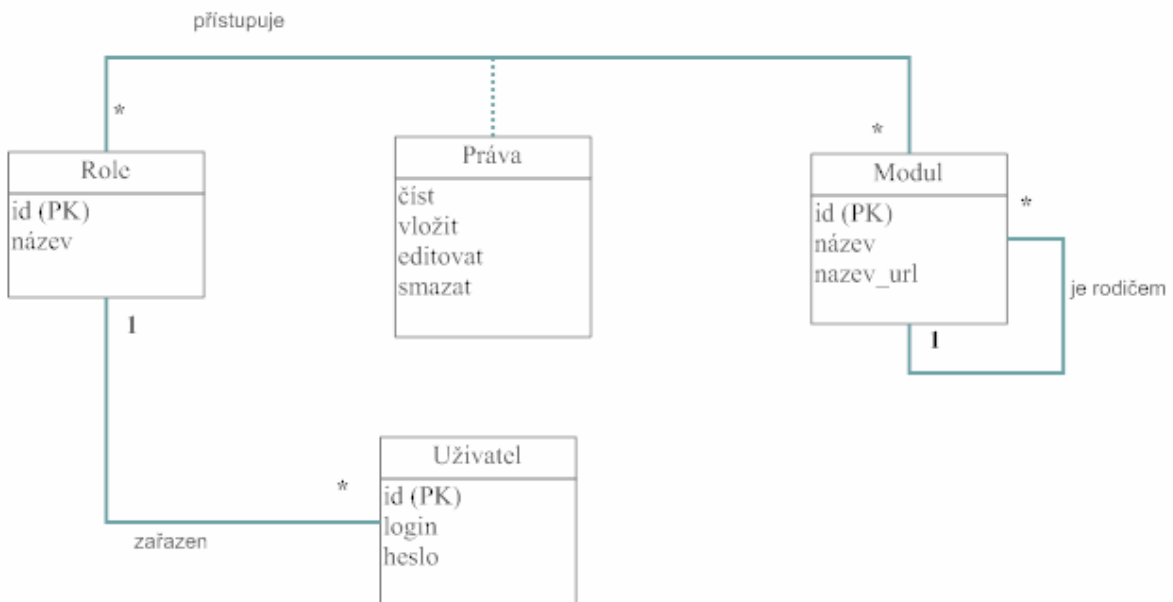 přístupuje
*
*
Role
id (PK)
název
Práva
číst
vložit
editovat
smazat
Modul
id (PK)
název
nazev_url
*
je rodičem
1
1
Uživatel
id (PK)
login
heslo
*
zařazen